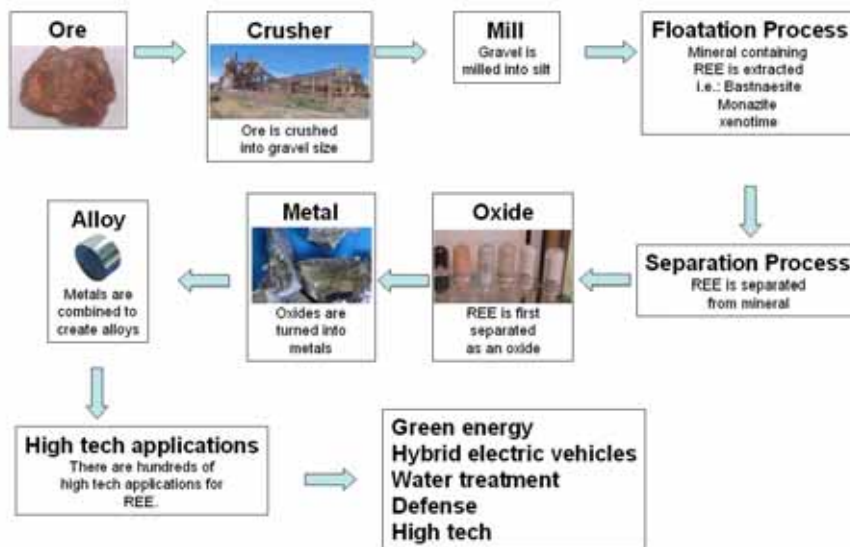 Ore
Crusher
Ore is crushed
into gravel size
Mill
Gravel is
milled into silt
Floatation Process
Mineral containing
REE is extracted
i.e.: Bastnaesite
Monazite
xenotime
Separation Process
REE is separated
from mineral
Oxide
REE is first
separated
as an oxide
Metal
Oxides are
turned into
metals
Alloy
Metals are
combined to
create alloys
High tech applications
There are hundreds of
high tech applications for
REE.
Green energy
Hybrid electric vehicles
Water treatment
Defense
High tech